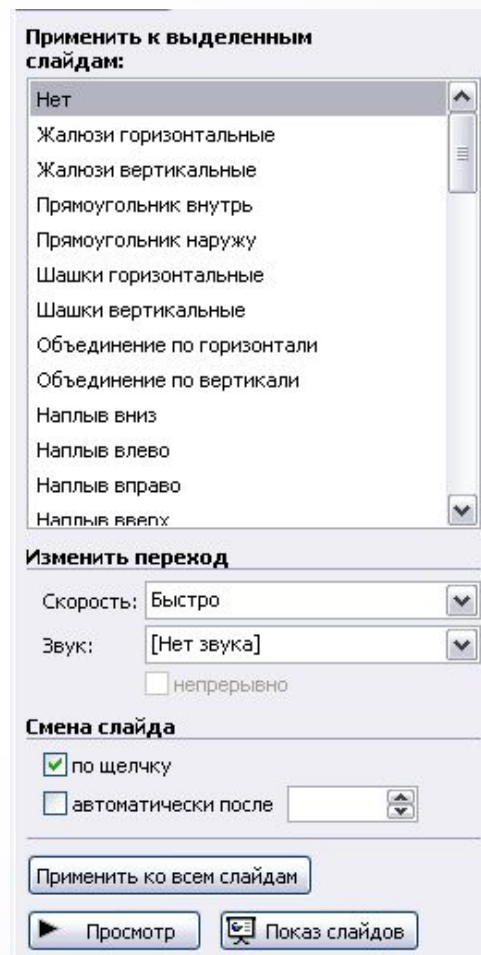 Применить к выделенным
слайдам:
Нет
Жалюзи горизонтальные
Жалюзи вертикальные
Прямоугольник внутрь
Прямоугольник наружу
Шашки горизонтальные
Шашки вертикальные
Объединение по горизонтали
Объединение по вертикали
Наплыв вниз
Наплыв влево
Наплыв вправо
Наплыв вверх
Изменить переход
Скорость: Быстро
Звук: [Нет звука]
непрерывно
Смена слайда
по щелчку
автоматически после
Применить ко всем слайдам
Просмотр Показ слайдов